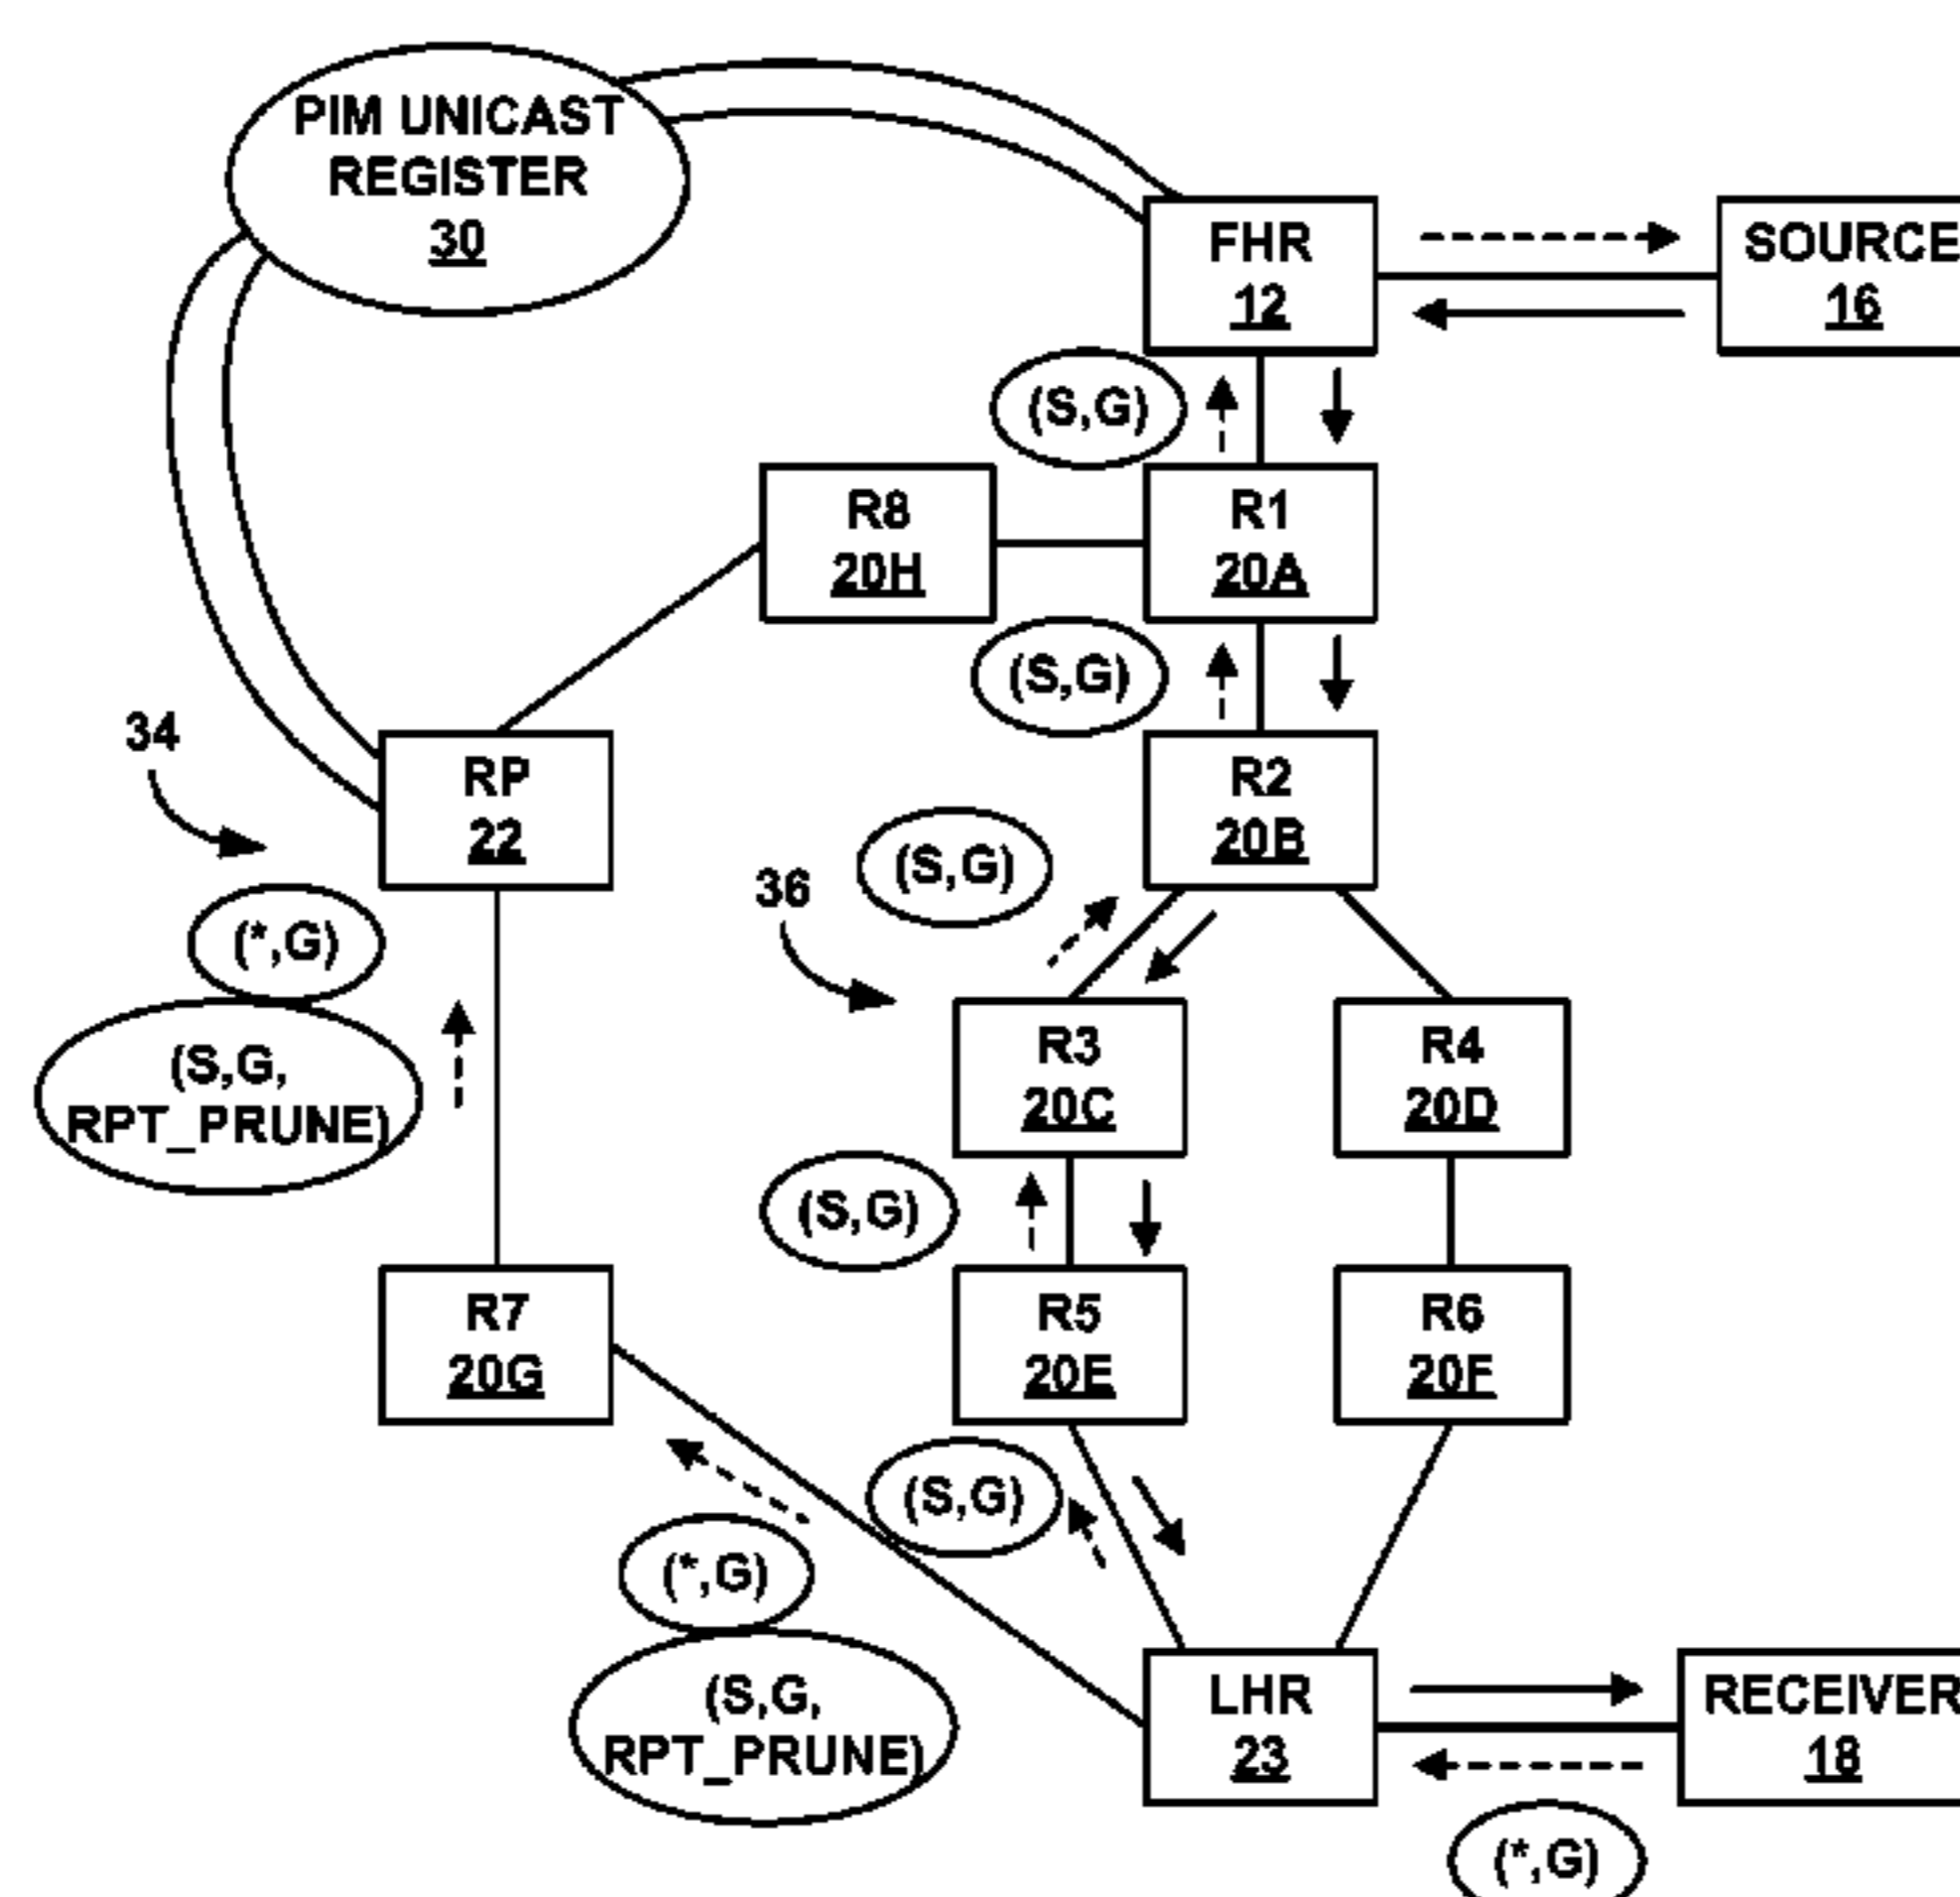 PIM UNICAST
REGISTER
30
FHR
12
SOURCE
16
(S,G)
R8
20H
R1
20A
(S,G)
34
RP
22
R2
20B
(S,G)
36
(*,G)
(S,G,
RPT_PRUNE)
R3
20C
R4
20D
(S,G)
R7
20G
R5
20E
R6
20F
(S,G)
(*,G)
(S,G,
RPT_PRUNE)
LHR
23
RECEIVER
18
(*,G)